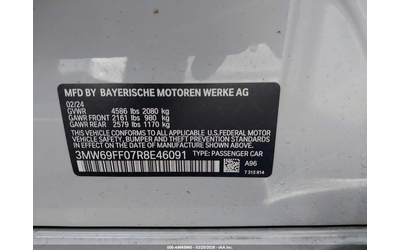 MFD BY BAYERISCHE MOTOREN WERKE AG
02/24
GVWR 4586 lbs 2080 kg
GAWR FRONT 2161 lbs 980 kg
GAWR REAR 2579 lbs 1170 kg
THIS VEHICLE CONFORMS TO ALL APPLICABLE
U.S.FEDERAL MOTOR VEHICLE SAFETY,
BUMPER, AND THEFT PREVENTION
STANDARDS IN EFFECT ON THE DATE OF
MANUFACTURE SHOWN ABOVE.
3MW69FF07R8E46091 TYPE: PASSENGER CAR
A96
7 315 814